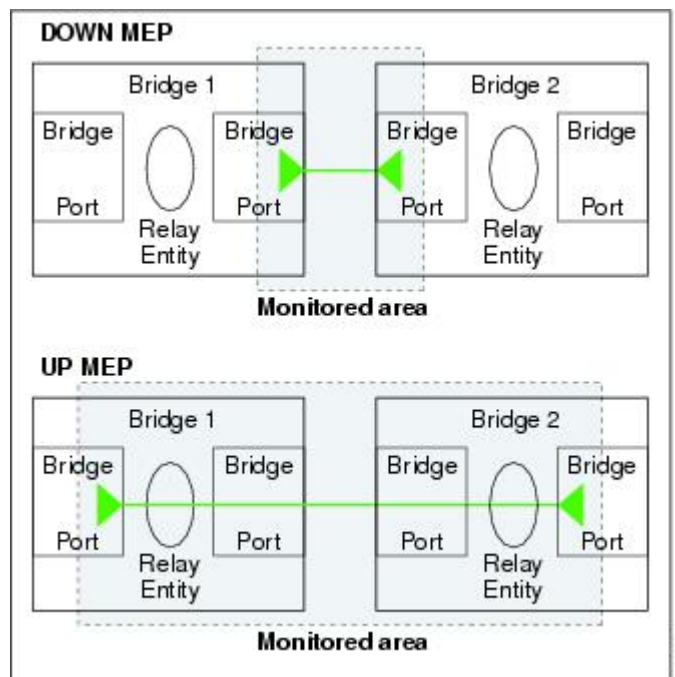 DOWN MEP
Bridge 1
Bridge 2
Bridge
Bridge
Bridge
Bridge
Port
Port
Port
Port
Relay
Entity
Relay
Entity
Monitored area
UP MEP
Bridge 1
Bridge 2
Bridge
Bridge
Bridge
Bridge
Port
Port
Port
Port
Relay
Entity
Relay
Entity
Monitored area